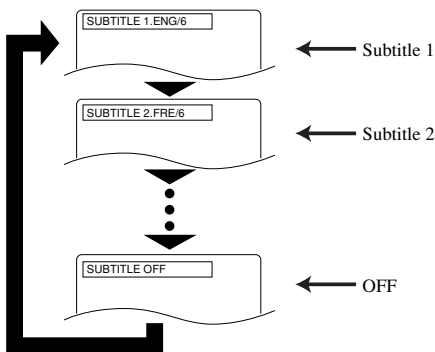 SUBTITLE 1.ENG/6
Subtitle 1
SUBTITLE 2.FRE/6
Subtitle 2
SUBTITLE OFF
OFF